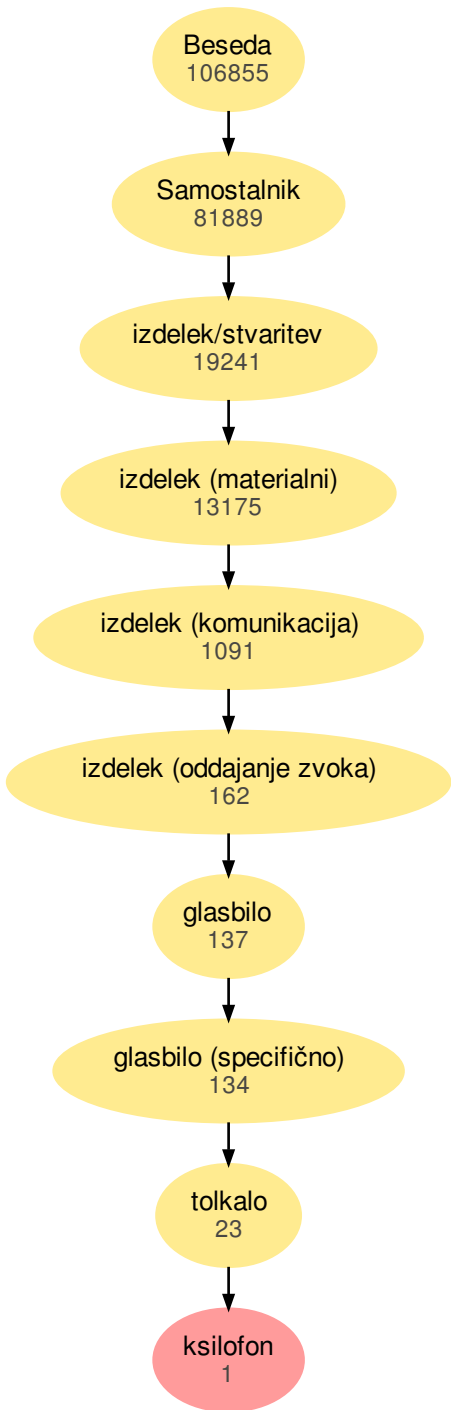 Beseda
106855
Samostalnik
81889
izdelek/stvaritev
19241
izdelek (materialni)
13175
izdelek (komunikacija)
1091
izdelek (oddajanje zvoka)
162
glasbilo
137
glasbilo (specifično)
134
tolkalo
23
ksilofon
1